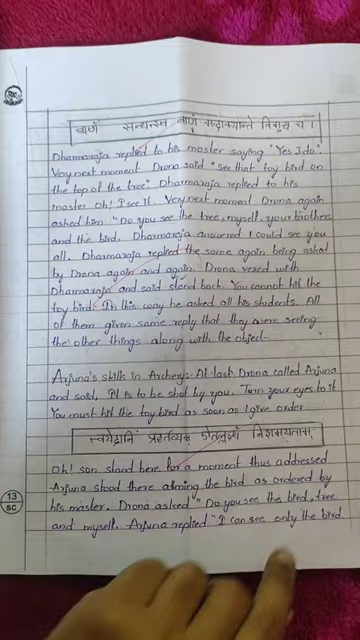 बाणं सन्धत्स्व बाणं मद्वाक्यान्ते विमुञ्च च ।
Dharmaraja replied to his master saying "Yes I do".
Very next moment Drona said "see that toy bird on
the top of the tree". Dharmaraja replied to his
master Oh! I see it. Very next moment Drona again
asked him "Do you see the tree, myself, your brothers
and the bird. Dharmaraja answered I could see you
all. Dharmaraja replied the same again being asked
by Drona again and again. Drona vexed with
Dharmaraja and said stand back. You cannot hit the
toy bird. In this way he asked all his students. All
of them given same reply that they were seeing
the other things along with the object.
Arjuna's skills in Archery:- At last Drona called Arjuna
and said, It is to be shot by you. Turn your eyes to it
You must hit the toy bird as soon as I give order
त्वयेदानिं प्रहर्तव्यम्
Oh! son stand here for a moment thus addressed
Arjuna stood there aiming the bird as ordered by
his master. Drona asked "Do you see the bird, tree
and myself. Arjuna replied "I can see only the bird
13
SC